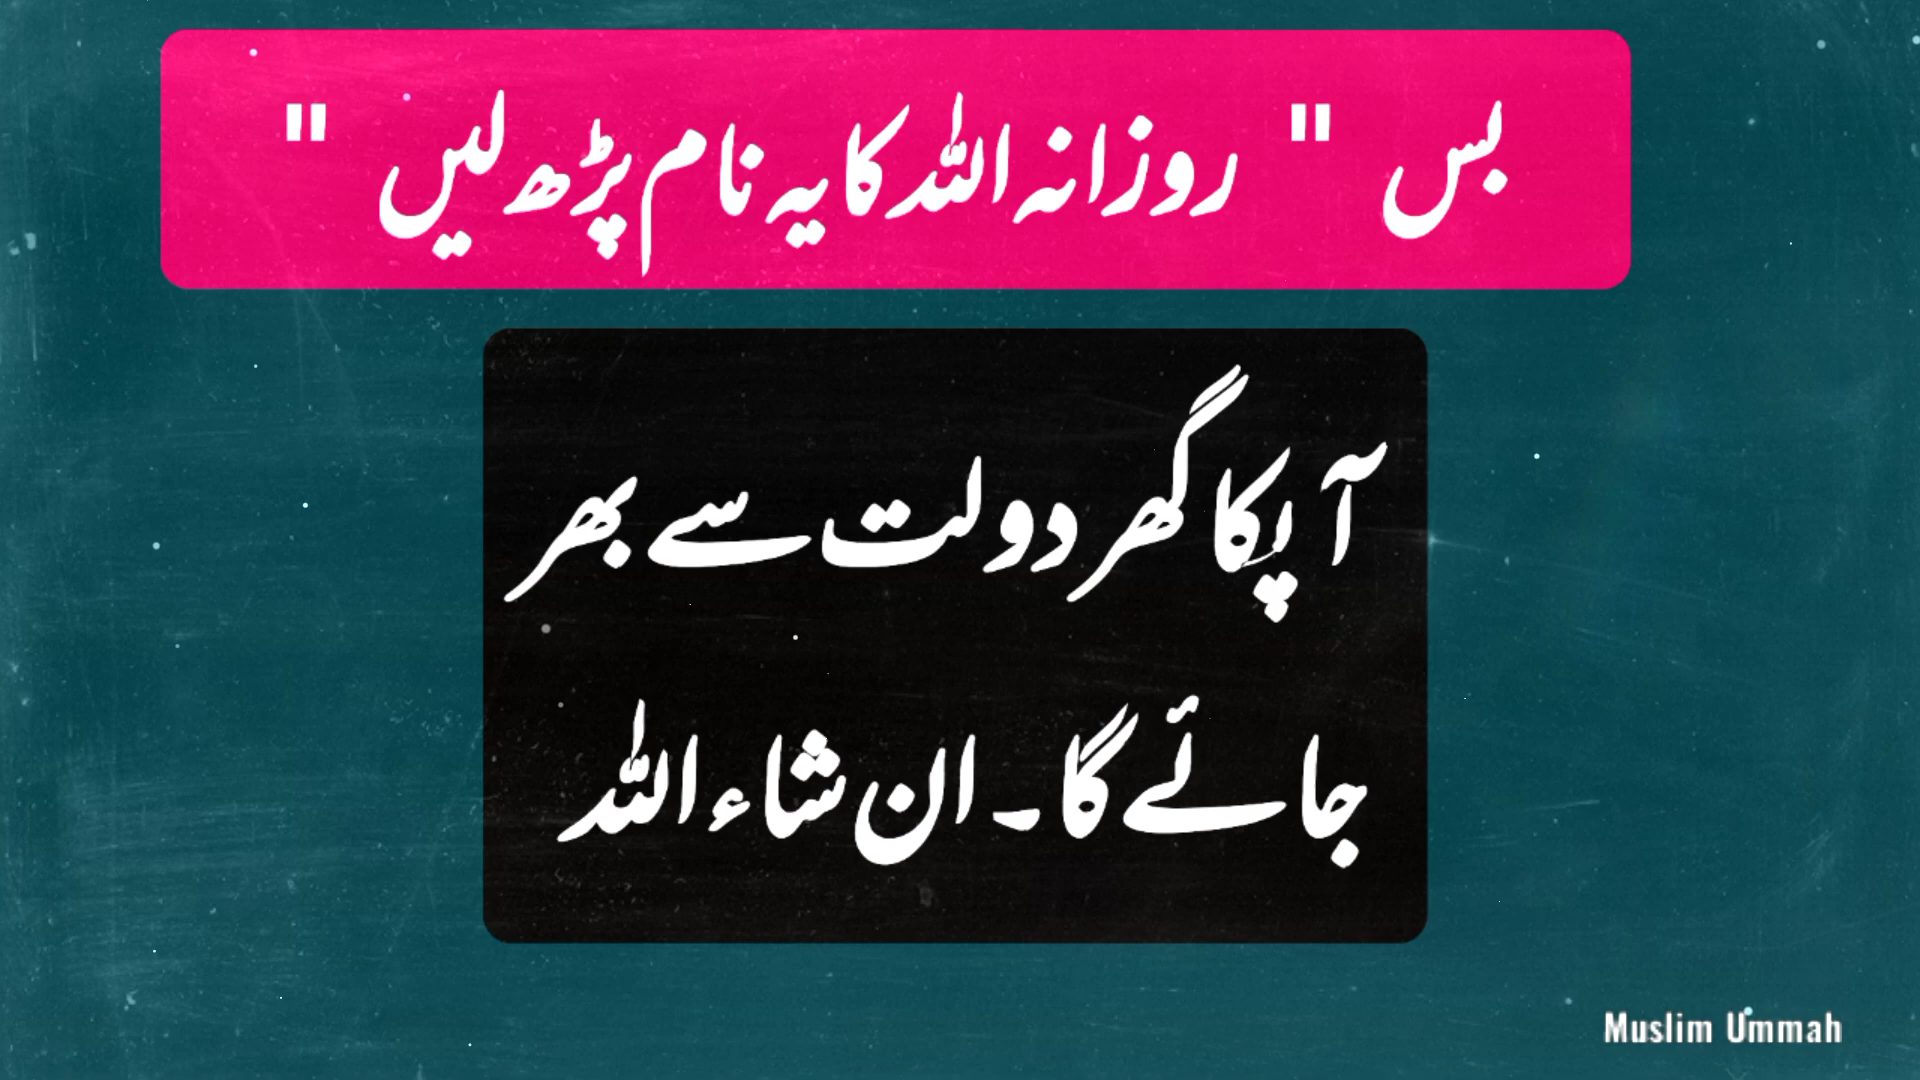 بس " روزانہ اللہ کا یہ نام پڑھ لیں "
آپکا گھر دولت سے بھر
جائے گا۔ ان شاء اللہ
Muslim Ummah